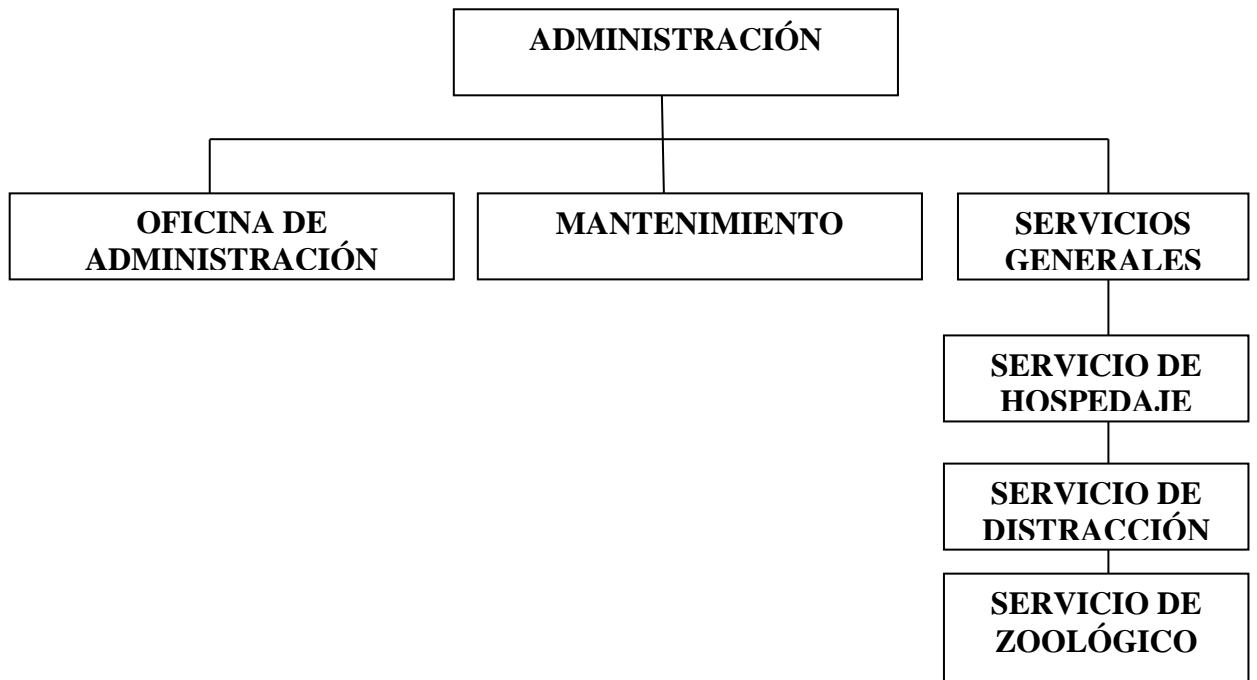 ADMINISTRACIÓN
OFICINA DE
ADMINISTRACIÓN
MANTENIMIENTO
SERVICIOS
GENERALES
SERVICIO DE
HOSPEDAJE
SERVICIO DE
DISTRACCIÓN
SERVICIO DE
ZOOLÓGICO